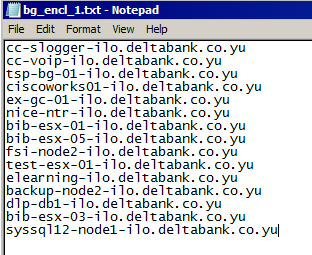 bg_encl_1.txt - Notepad
File Edit Format View Help
cc-slogger-ilo.deltabank.co.yu
cc-voip-ilo.deltabank.co.yu
tsp-bg-01-ilo.deltabank.co.yu
ciscoworks01-ilo.deltabank.co.yu
ex-gc-01-ilo.deltabank.co.yu
nice-ntr-ilo.deltabank.co.yu
bib-esx-01-ilo.deltabank.co.yu
bib-esx-05-ilo.deltabank.co.yu
fsi-node2-ilo.deltabank.co.yu
test-esx-01-ilo.deltabank.co.yu
elearning-ilo.deltabank.co.yu
backup-node2-ilo.deltabank.co.yu
dlp-db1-ilo.deltabank.co.yu
bib-esx-03-ilo.deltabank.co.yu
syssql12-node1-ilo.deltabank.co.yu